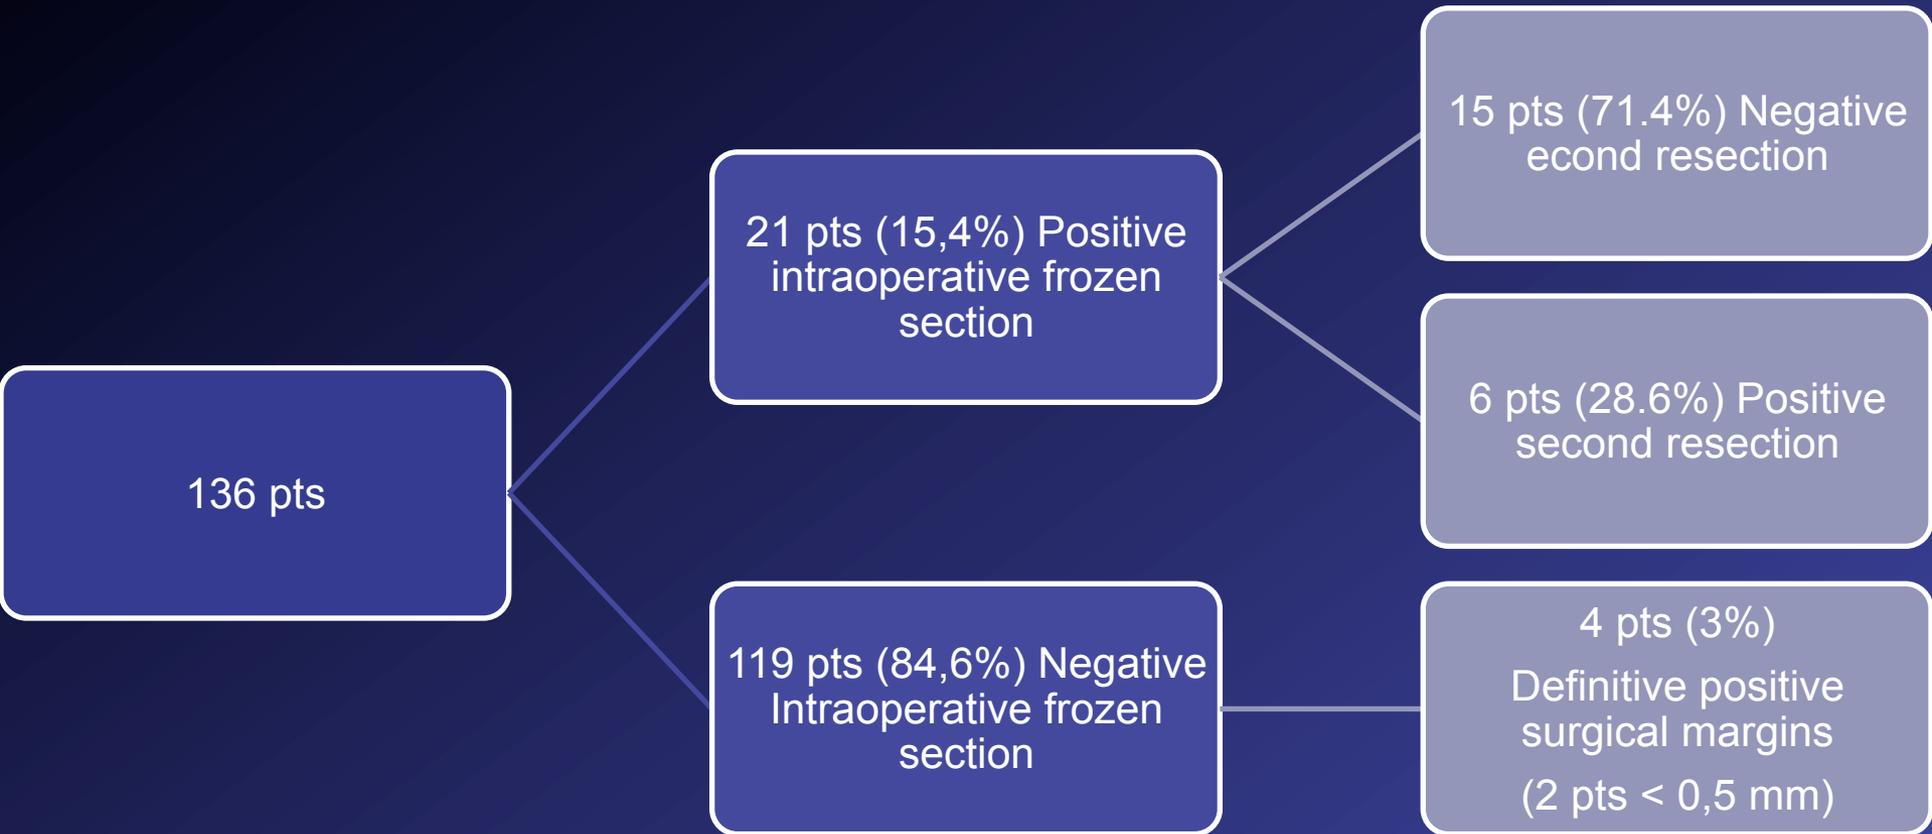 136 pts
21 pts (15,4%) Positive
intraoperative frozen
section
119 pts (84,6%) Negative
Intraoperative frozen
section
15 pts (71.4%) Negative
econd resection
6 pts (28.6%) Positive
second resection
4 pts (3%)
Definitive positive
surgical margins
(2 pts < 0,5 mm)